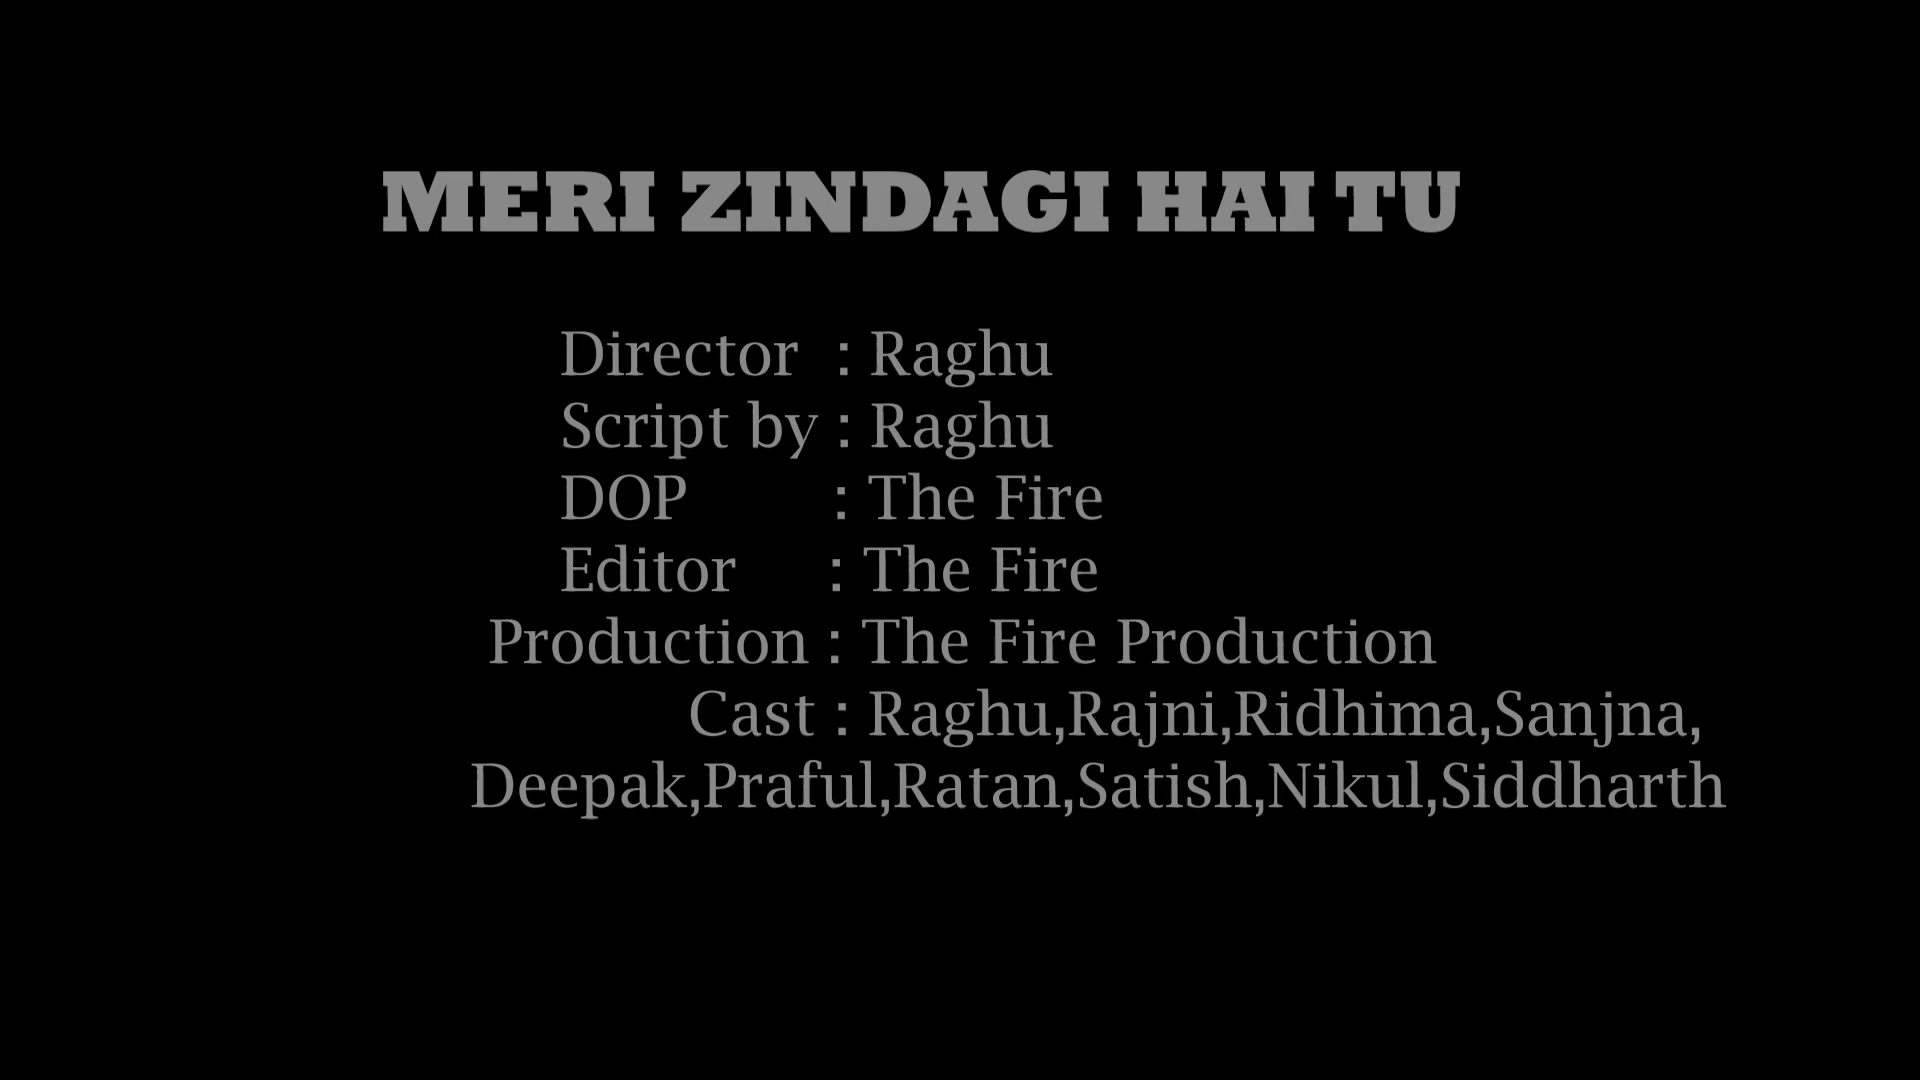 MERI ZINDAGI HAI TU
Director : Raghu
Script by : Raghu
DOP : The Fire
Editor : The Fire
Production : The Fire Production
Cast : Raghu,Rajni,Ridhima,Sanjna,
Deepak,Praful,Ratan,Satish,Nikul,Siddharth